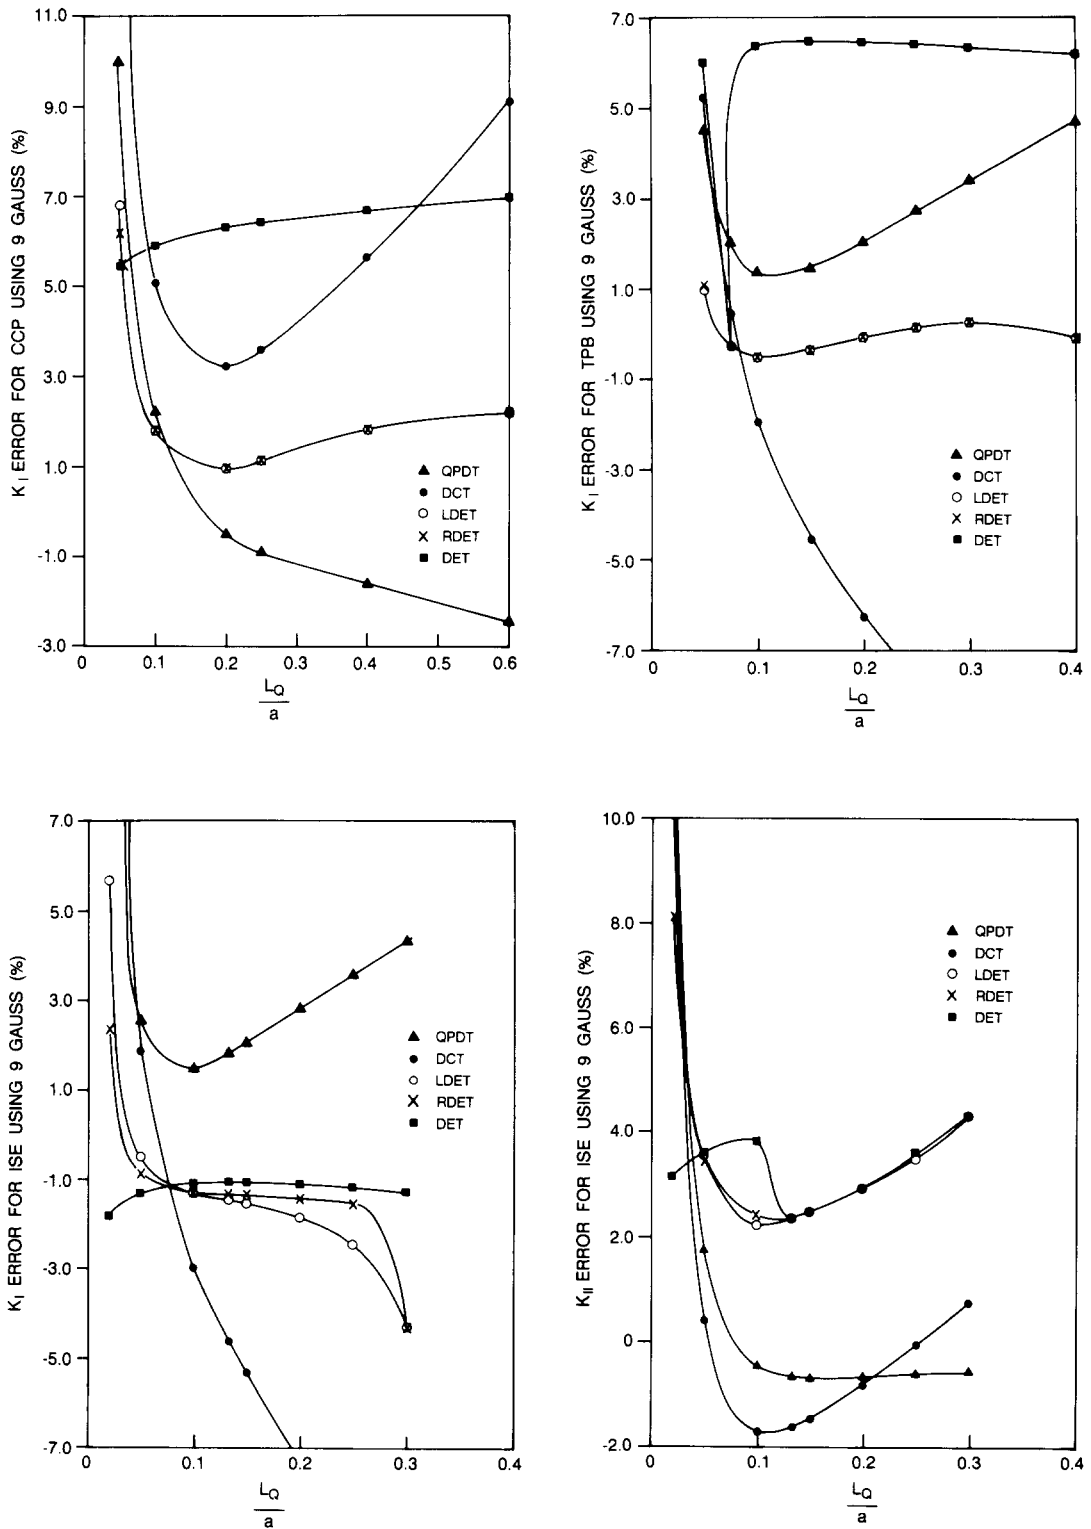 K I ERROR FOR CCP USING 9 GAUSS (%)
11.0
9.0
7.0
5.0
3.0
1.0
-1.0
-3.0
QPDT
DCT
LDET
RDET
DET
0 0.1 0.2 0.3 0.4 0.5 0.6
LQ
a
K I ERROR FOR TPB USING 9 GAUSS (%)
7.0
5.0
3.0
1.0
-1.0
-3.0
-5.0
-7.0
QPDT
DCT
LDET
RDET
DET
0 0.1 0.2 0.3 0.4
LQ
a
K I ERROR FOR ISE USING 9 GAUSS (%)
7.0
5.0
3.0
1.0
-1.0
-3.0
-5.0
-7.0
QPDT
DCT
LDET
RDET
DET
0 0.1 0.2 0.3 0.4
LQ
a
K II ERROR FOR ISE USING 9 GAUSS (%)
10.0
8.0
6.0
4.0
2.0
0
-2.0
QPDT
DCT
LDET
RDET
DET
0 0.1 0.2 0.3 0.4
LQ
a